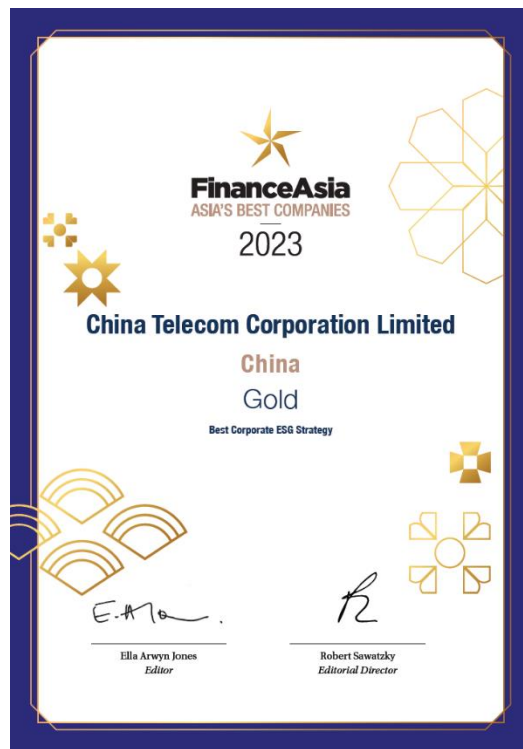 FinanceAsia
ASIA'S BEST COMPANIES
2023
China Telecom Corporation Limited
China
Gold
Best Corporate ESG Strategy
Ella Arwyn Jones
Editor
Robert Sawatzky
Editorial Director